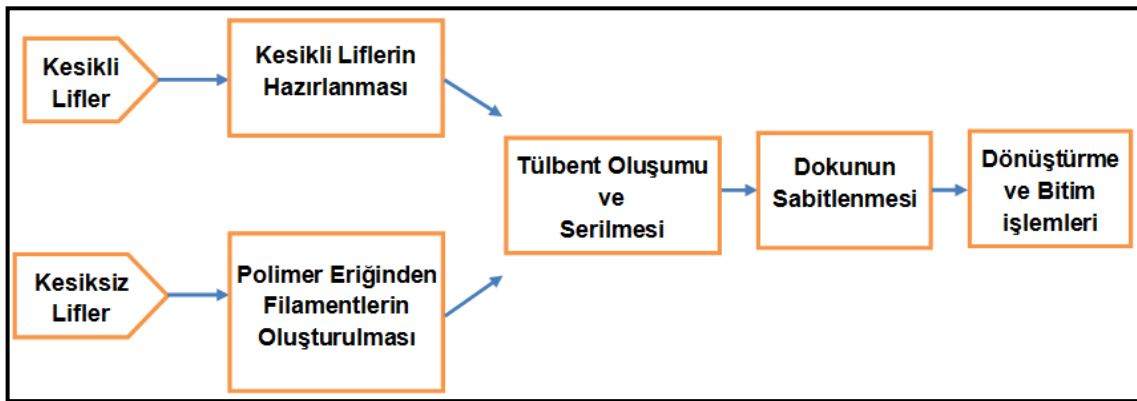 Kesikli
Lifler
Kesikli Liflerin
Hazırlanması
Kesiksiz
Lifler
Polimer Eriğinden
Filamentlerin
Oluşturulması
Tülbent Oluşumu
ve
Serilmesi
Dokunun
Sabitlenmesi
Dönüştürme
ve Bitim
işlemleri